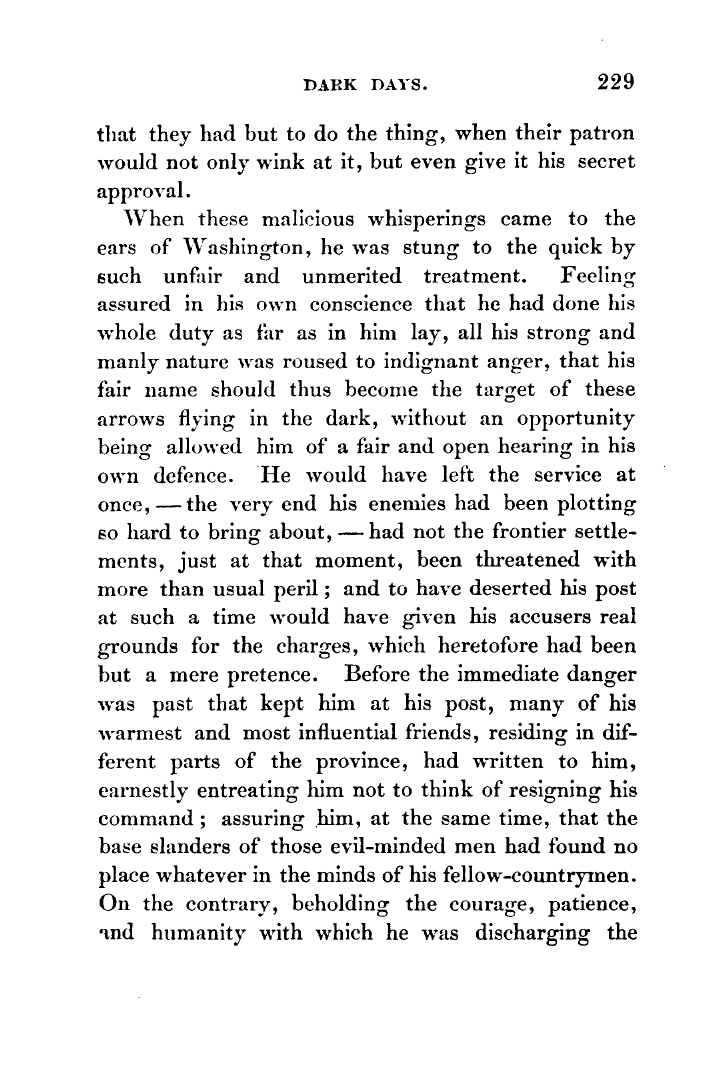 DARK DAYS. 229
that they had but to do the thing, when their patron
would not only wink at it, but even give it his secret
approval.
When these malicious whisperings came to the
ears of Washington, he was stung to the quick by
such unfair and unmerited treatment. Feeling
assured in his own conscience that he had done his
whole duty as far as in him lay, all his strong and
manly nature was roused to indignant anger, that his
fair name should thus become the target of these
arrows flying in the dark, without an opportunity
being allowed him of a fair and open hearing in his
own defence. He would have left the service at
once, — the very end his enemies had been plotting
so hard to bring about, — had not the frontier settle-
ments, just at that moment, been threatened with
more than usual peril; and to have deserted his post
at such a time would have given his accusers real
grounds for the charges, which heretofore had been
but a mere pretence. Before the immediate danger
was past that kept him at his post, many of his
warmest and most influential friends, residing in dif-
ferent parts of the province, had written to him,
earnestly entreating him not to think of resigning his
command; assuring him, at the same time, that the
base slanders of those evil-minded men had found no
place whatever in the minds of his fellow-countrymen.
On the contrary, beholding the courage, patience,
and humanity with which he was discharging the